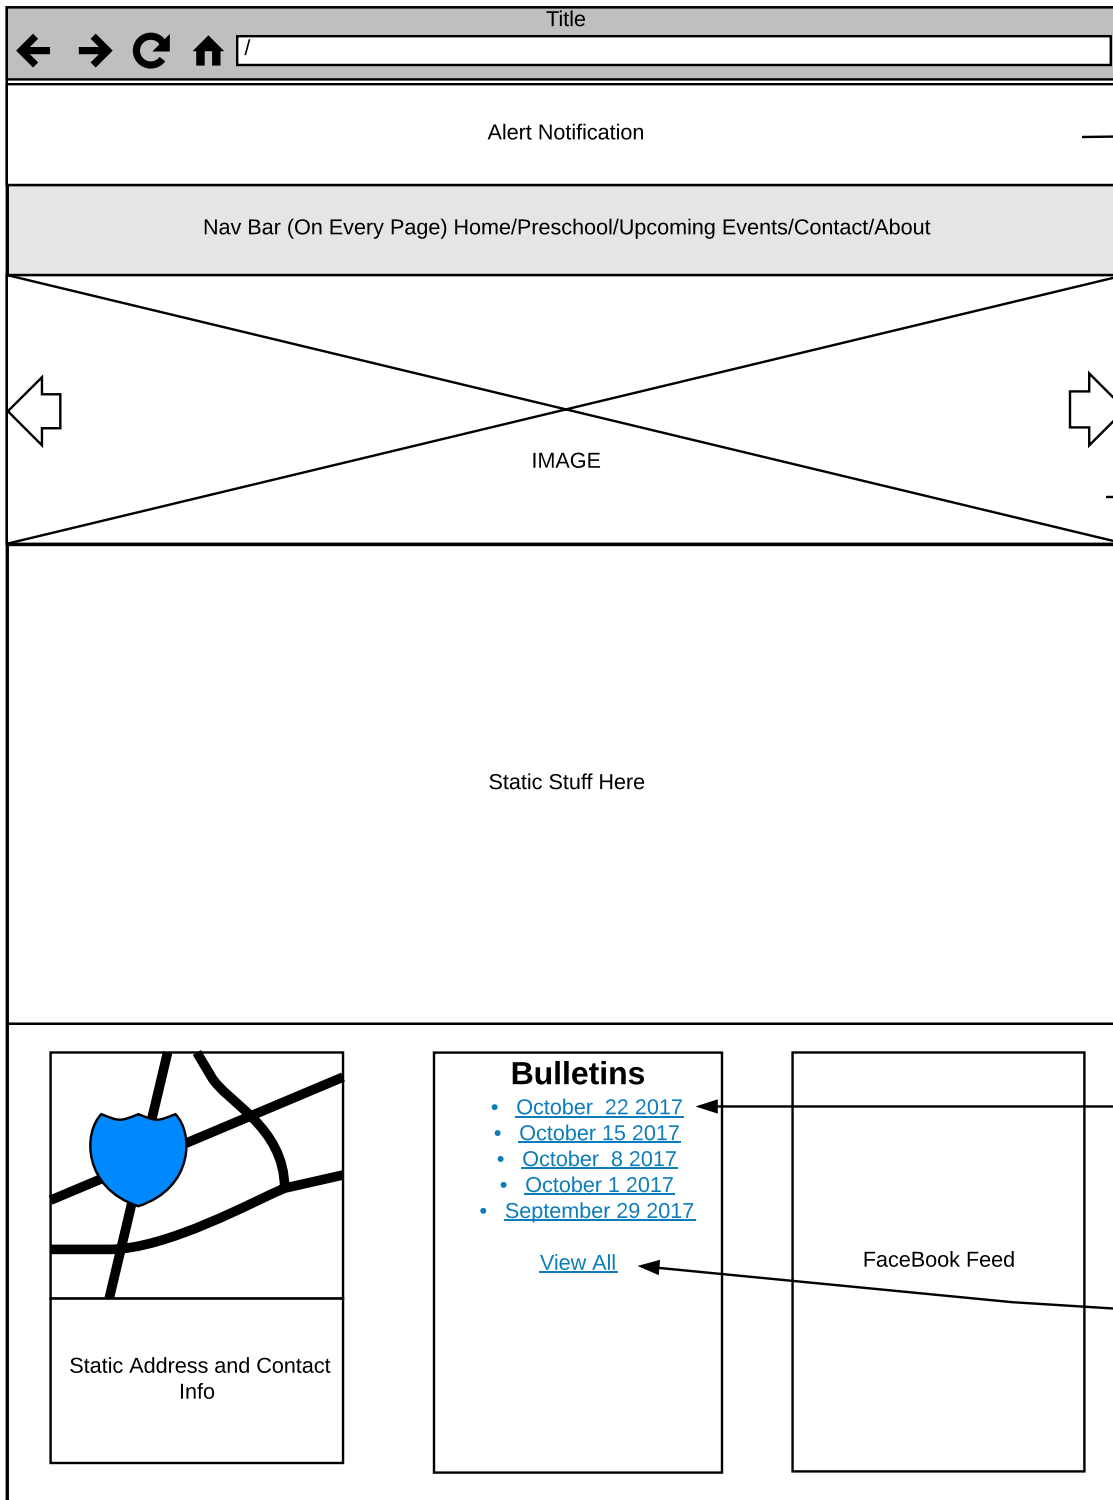 Title
/
Alert Notification
Nav Bar (On Every Page) Home/Preschool/Upcoming Events/Contact/About
IMAGE
Static Stuff Here
Bulletins
• October  22 2017
• October 15 2017
• October  8 2017
• October 1 2017
• September 29 2017
View All
FaceBook Feed
Static Address and Contact
Info